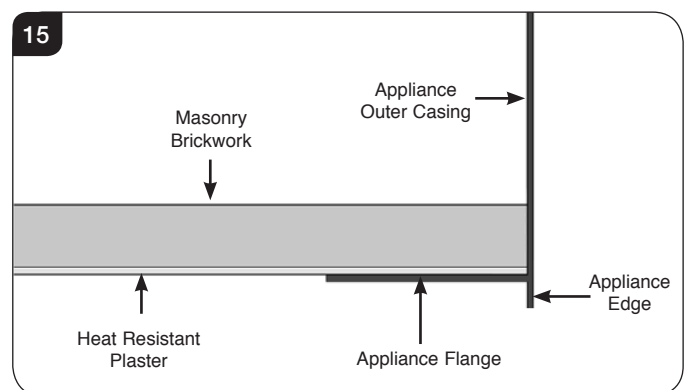 15
Appliance
Outer Casing
Masonry
Brickwork
Appliance
Edge
Heat Resistant
Plaster
Appliance Flange